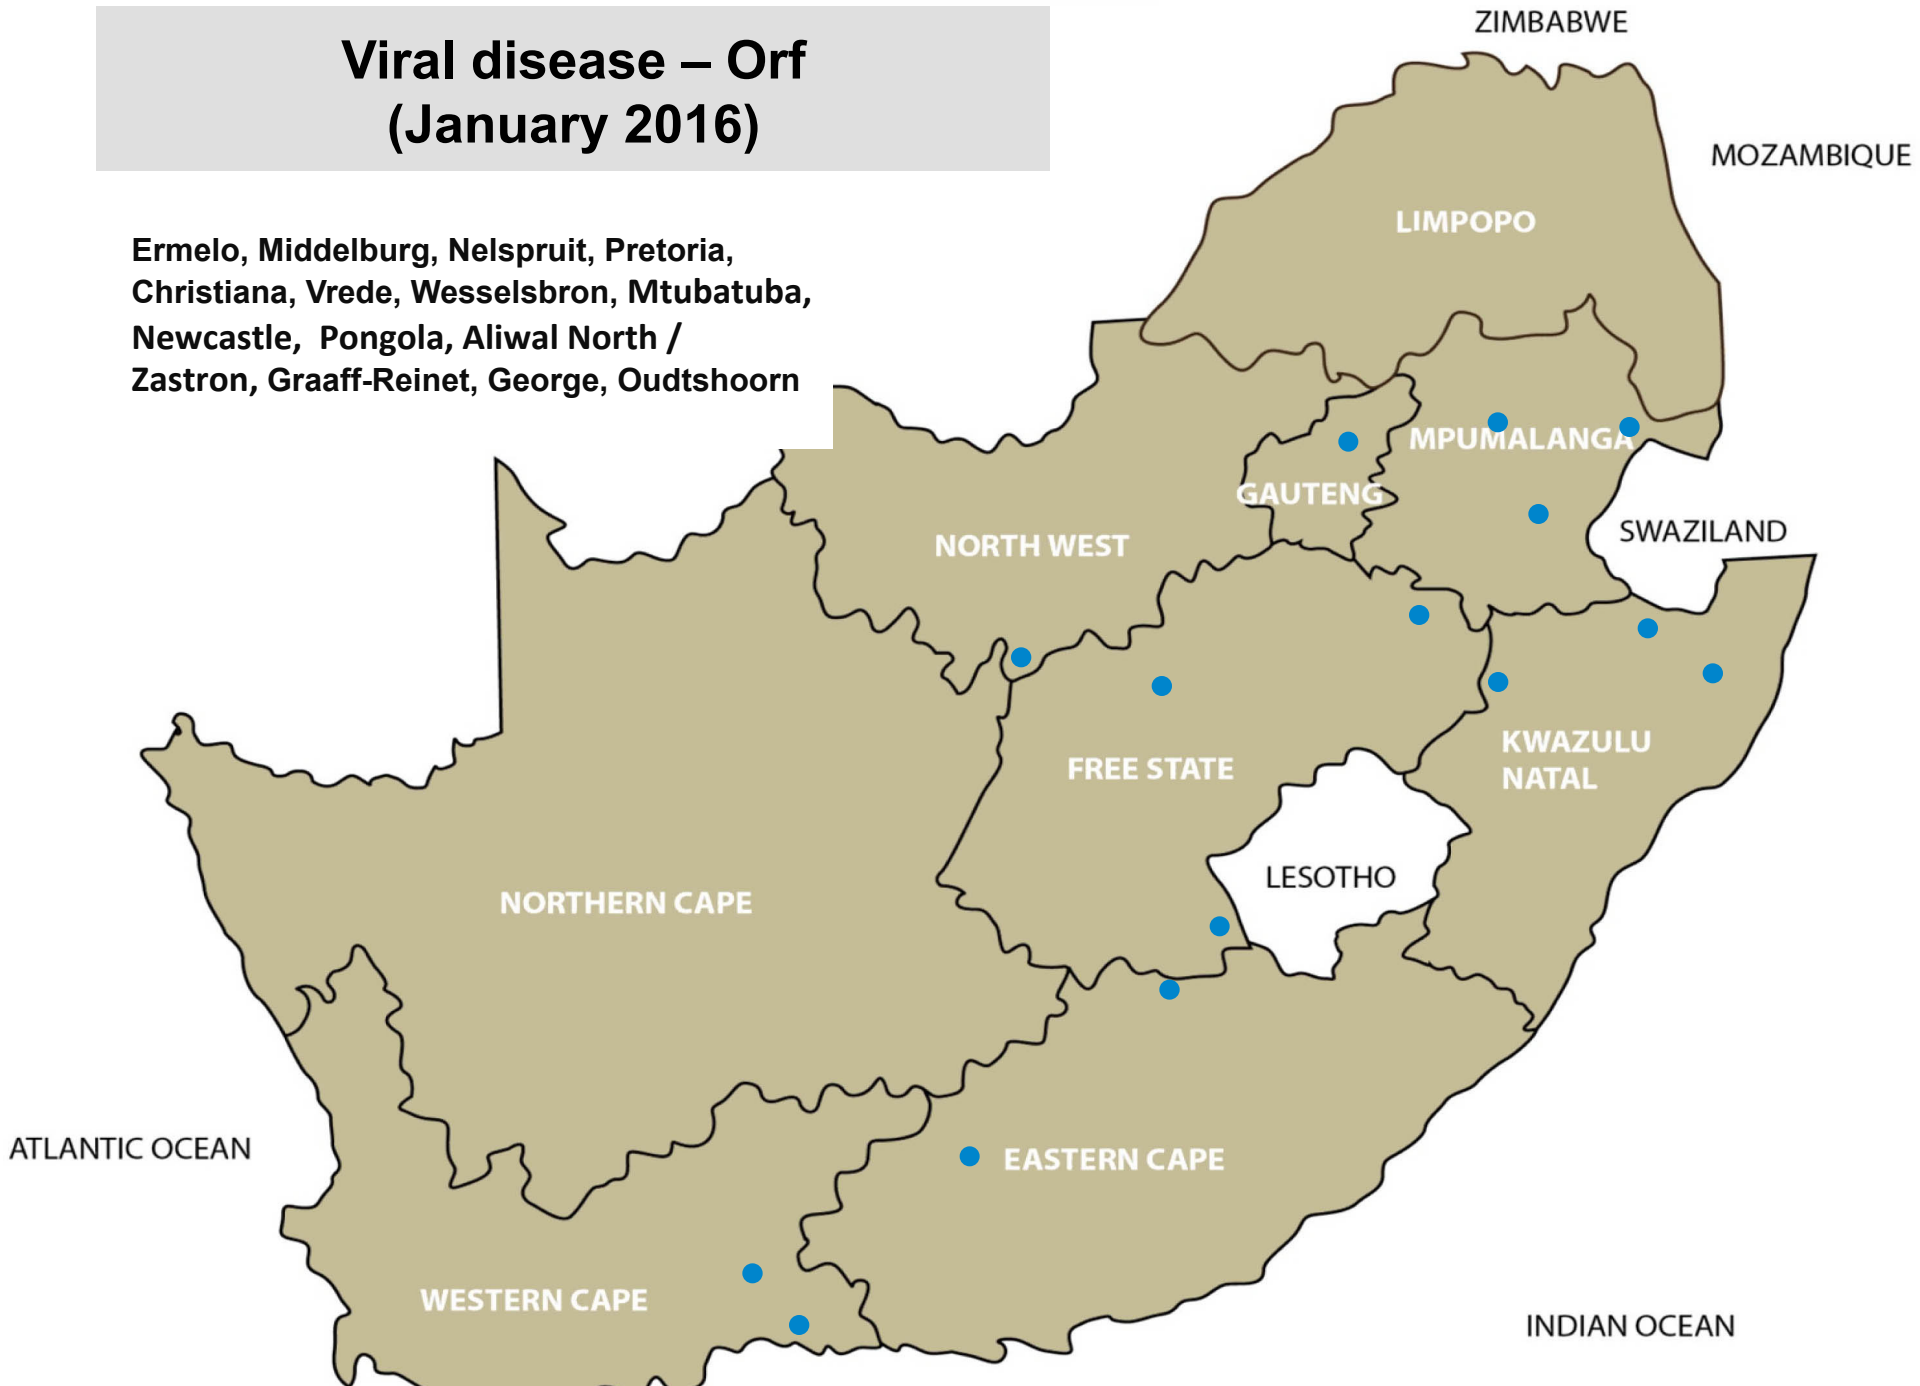 Viral disease – Orf
(January 2016)
Ermelo, Middelburg, Nelspruit, Pretoria,
Christiana, Vrede, Wesselsbron, Mtubatuba,
Newcastle,  Pongola, Aliwal North /
Zastron, Graaff-Reinet, George, Oudtshoorn
ZIMBABWE
MOZAMBIQUE
LIMPOPO
MPUMALANGA
GAUTENG
SWAZILAND
NORTH WEST
KWAZULU
NATAL
FREE STATE
LESOTHO
NORTHERN CAPE
ATLANTIC OCEAN
EASTERN CAPE
WESTERN CAPE
INDIAN OCEAN